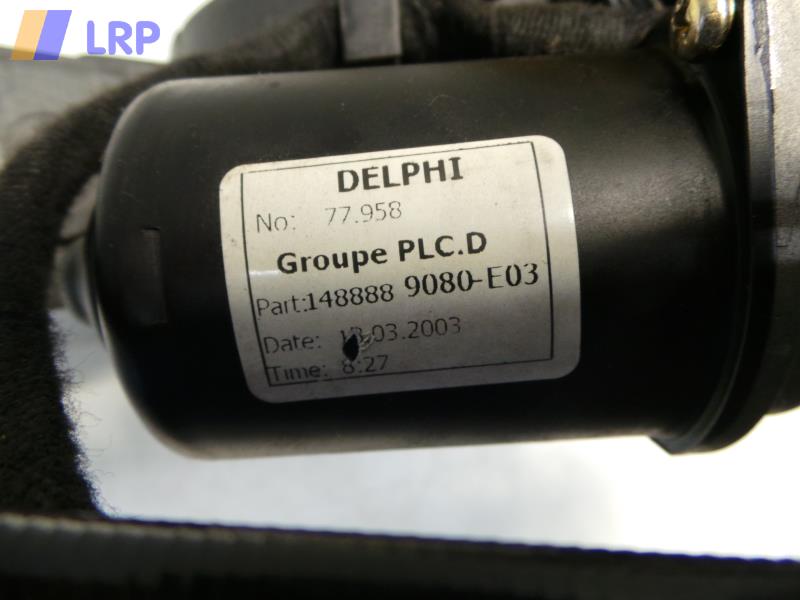 LRP
DELPHI
No: 77.958
Groupe PLC.D
Part:148888 9080-E03
Date: .03.2003
Time: 8:27